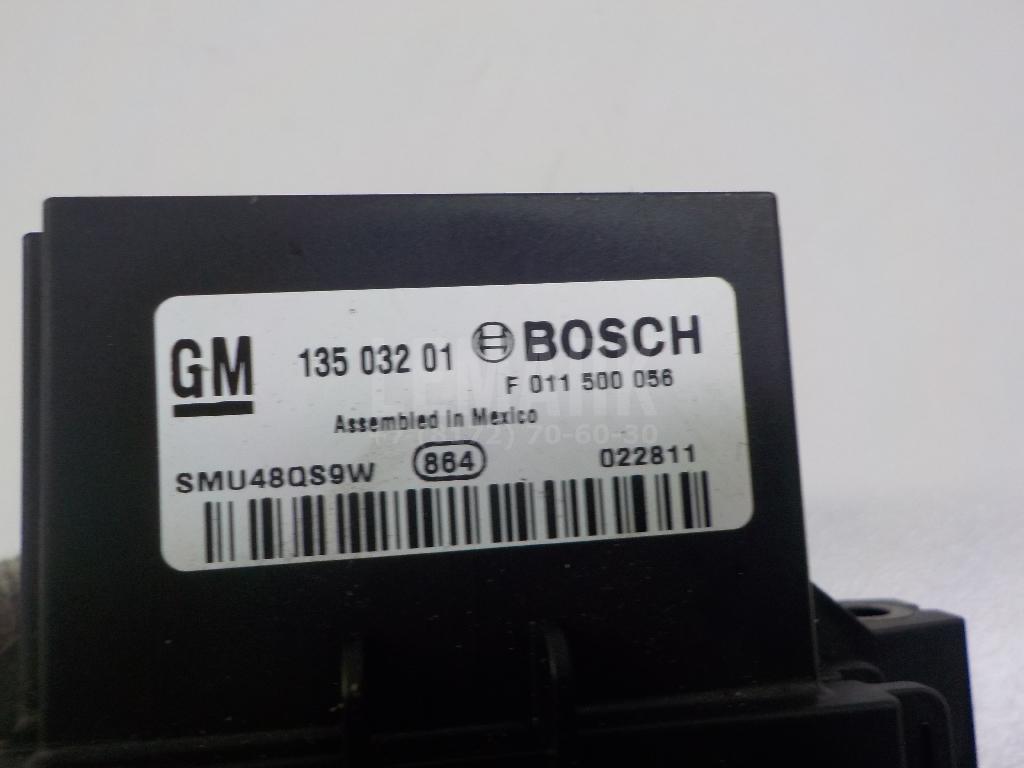 GM 135 032 01 BOSCH
F 011 500 056
Assembled in Mexico
SMU48QS9W 864 022811